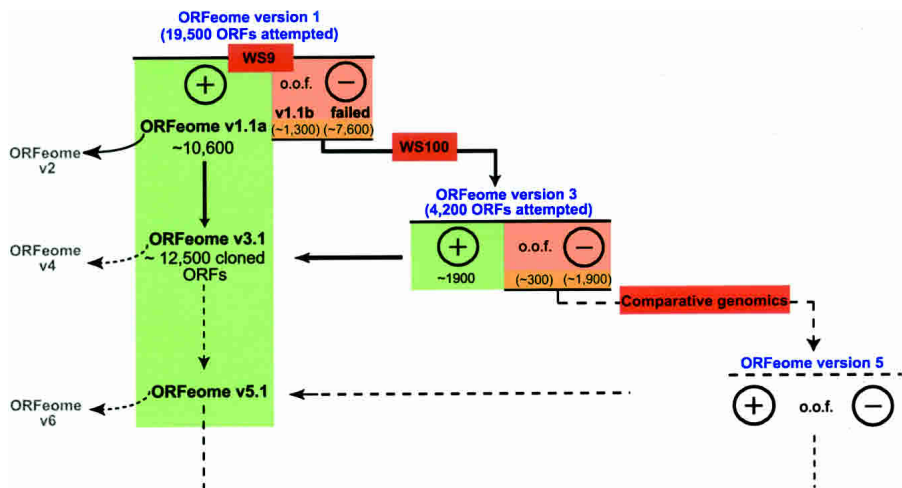 ORFeome version 1
(19,500 ORFs attempted)
WS9
+
o.o.f.
−
v1.1b failed
ORFeome v1.1a
(~1,300) (~7,600)
~10,600
WS100
ORFeome
v2
ORFeome version 3
(4,200 ORFs attempted)
ORFeome v3.1
~ 12,500 cloned
ORFs
+
o.o.f.
−
~1900
(~300) (~1,900)
ORFeome
v4
Comparative genomics
ORFeome version 5
ORFeome v5.1
+
o.o.f.
−
ORFeome
v6